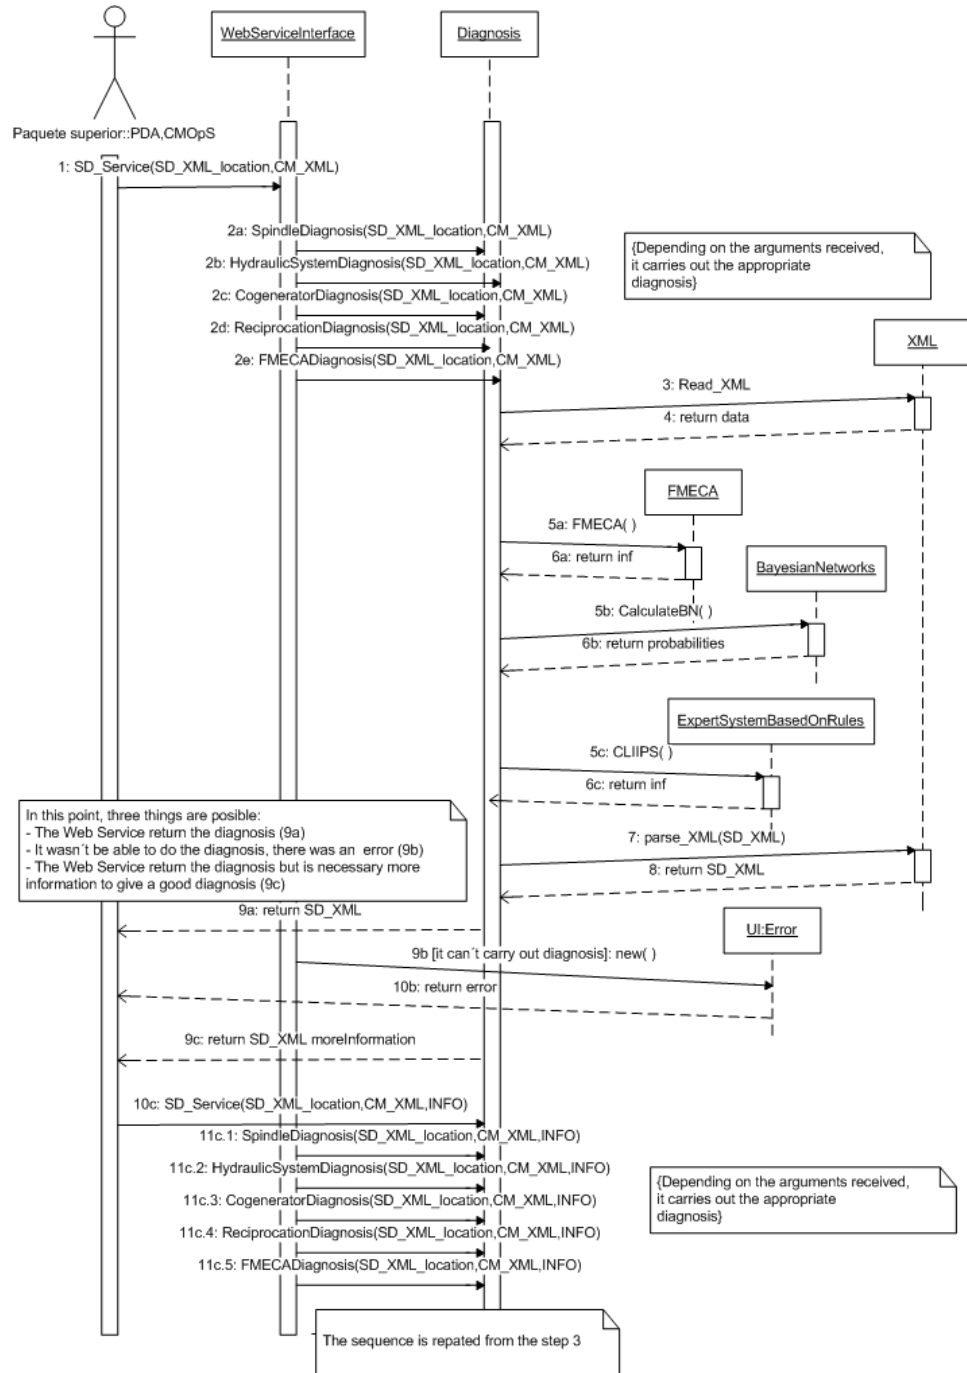 WebServiceInterface
Diagnosis
Paquete superior::PDA,CMOpS
1: SD_Service(SD_XML_location,CM_XML)
2a: SpindleDiagnosis(SD_XML_location,CM_XML)
{Depending on the arguments received,
it carries out the appropriate
diagnosis}
2b: HydraulicSystemDiagnosis(SD_XML_location,CM_XML)
2c: CogeneratorDiagnosis(SD_XML_location,CM_XML)
2d: ReciprocationDiagnosis(SD_XML_location,CM_XML)
XML
2e: FMECADiagnosis(SD_XML_location,CM_XML)
3: Read_XML
4: return data
FMECA
5a: FMECA( )
6a: return inf
BayesianNetworks
5b: CalculateBN( )
6b: return probabilities
ExpertSystemBasedOnRules
5c: CLIIPS( )
6c: return inf
In this point, three things are posible:
- The Web Service return the diagnosis (9a)
- It wasn´t be able to do the diagnosis, there was an error (9b)
- The Web Service return the diagnosis but is necessary more
information to give a good diagnosis (9c)
7: parse_XML(SD_XML)
8: return SD_XML
9a: return SD_XML
UI:Error
9b [it can´t carry out diagnosis]: new( )
10b: return error
9c: return SD_XML moreInformation
10c: SD_Service(SD_XML_location,CM_XML,INFO)
11c.1: SpindleDiagnosis(SD_XML_location,CM_XML,INFO)
11c.2: HydraulicSystemDiagnosis(SD_XML_location,CM_XML,INFO)
{Depending on the arguments received,
it carries out the appropriate
diagnosis}
11c.3: CogeneratorDiagnosis(SD_XML_location,CM_XML,INFO)
11c.4: ReciprocationDiagnosis(SD_XML_location,CM_XML,INFO)
11c.5: FMECADiagnosis(SD_XML_location,CM_XML,INFO)
The sequence is repated from the step 3